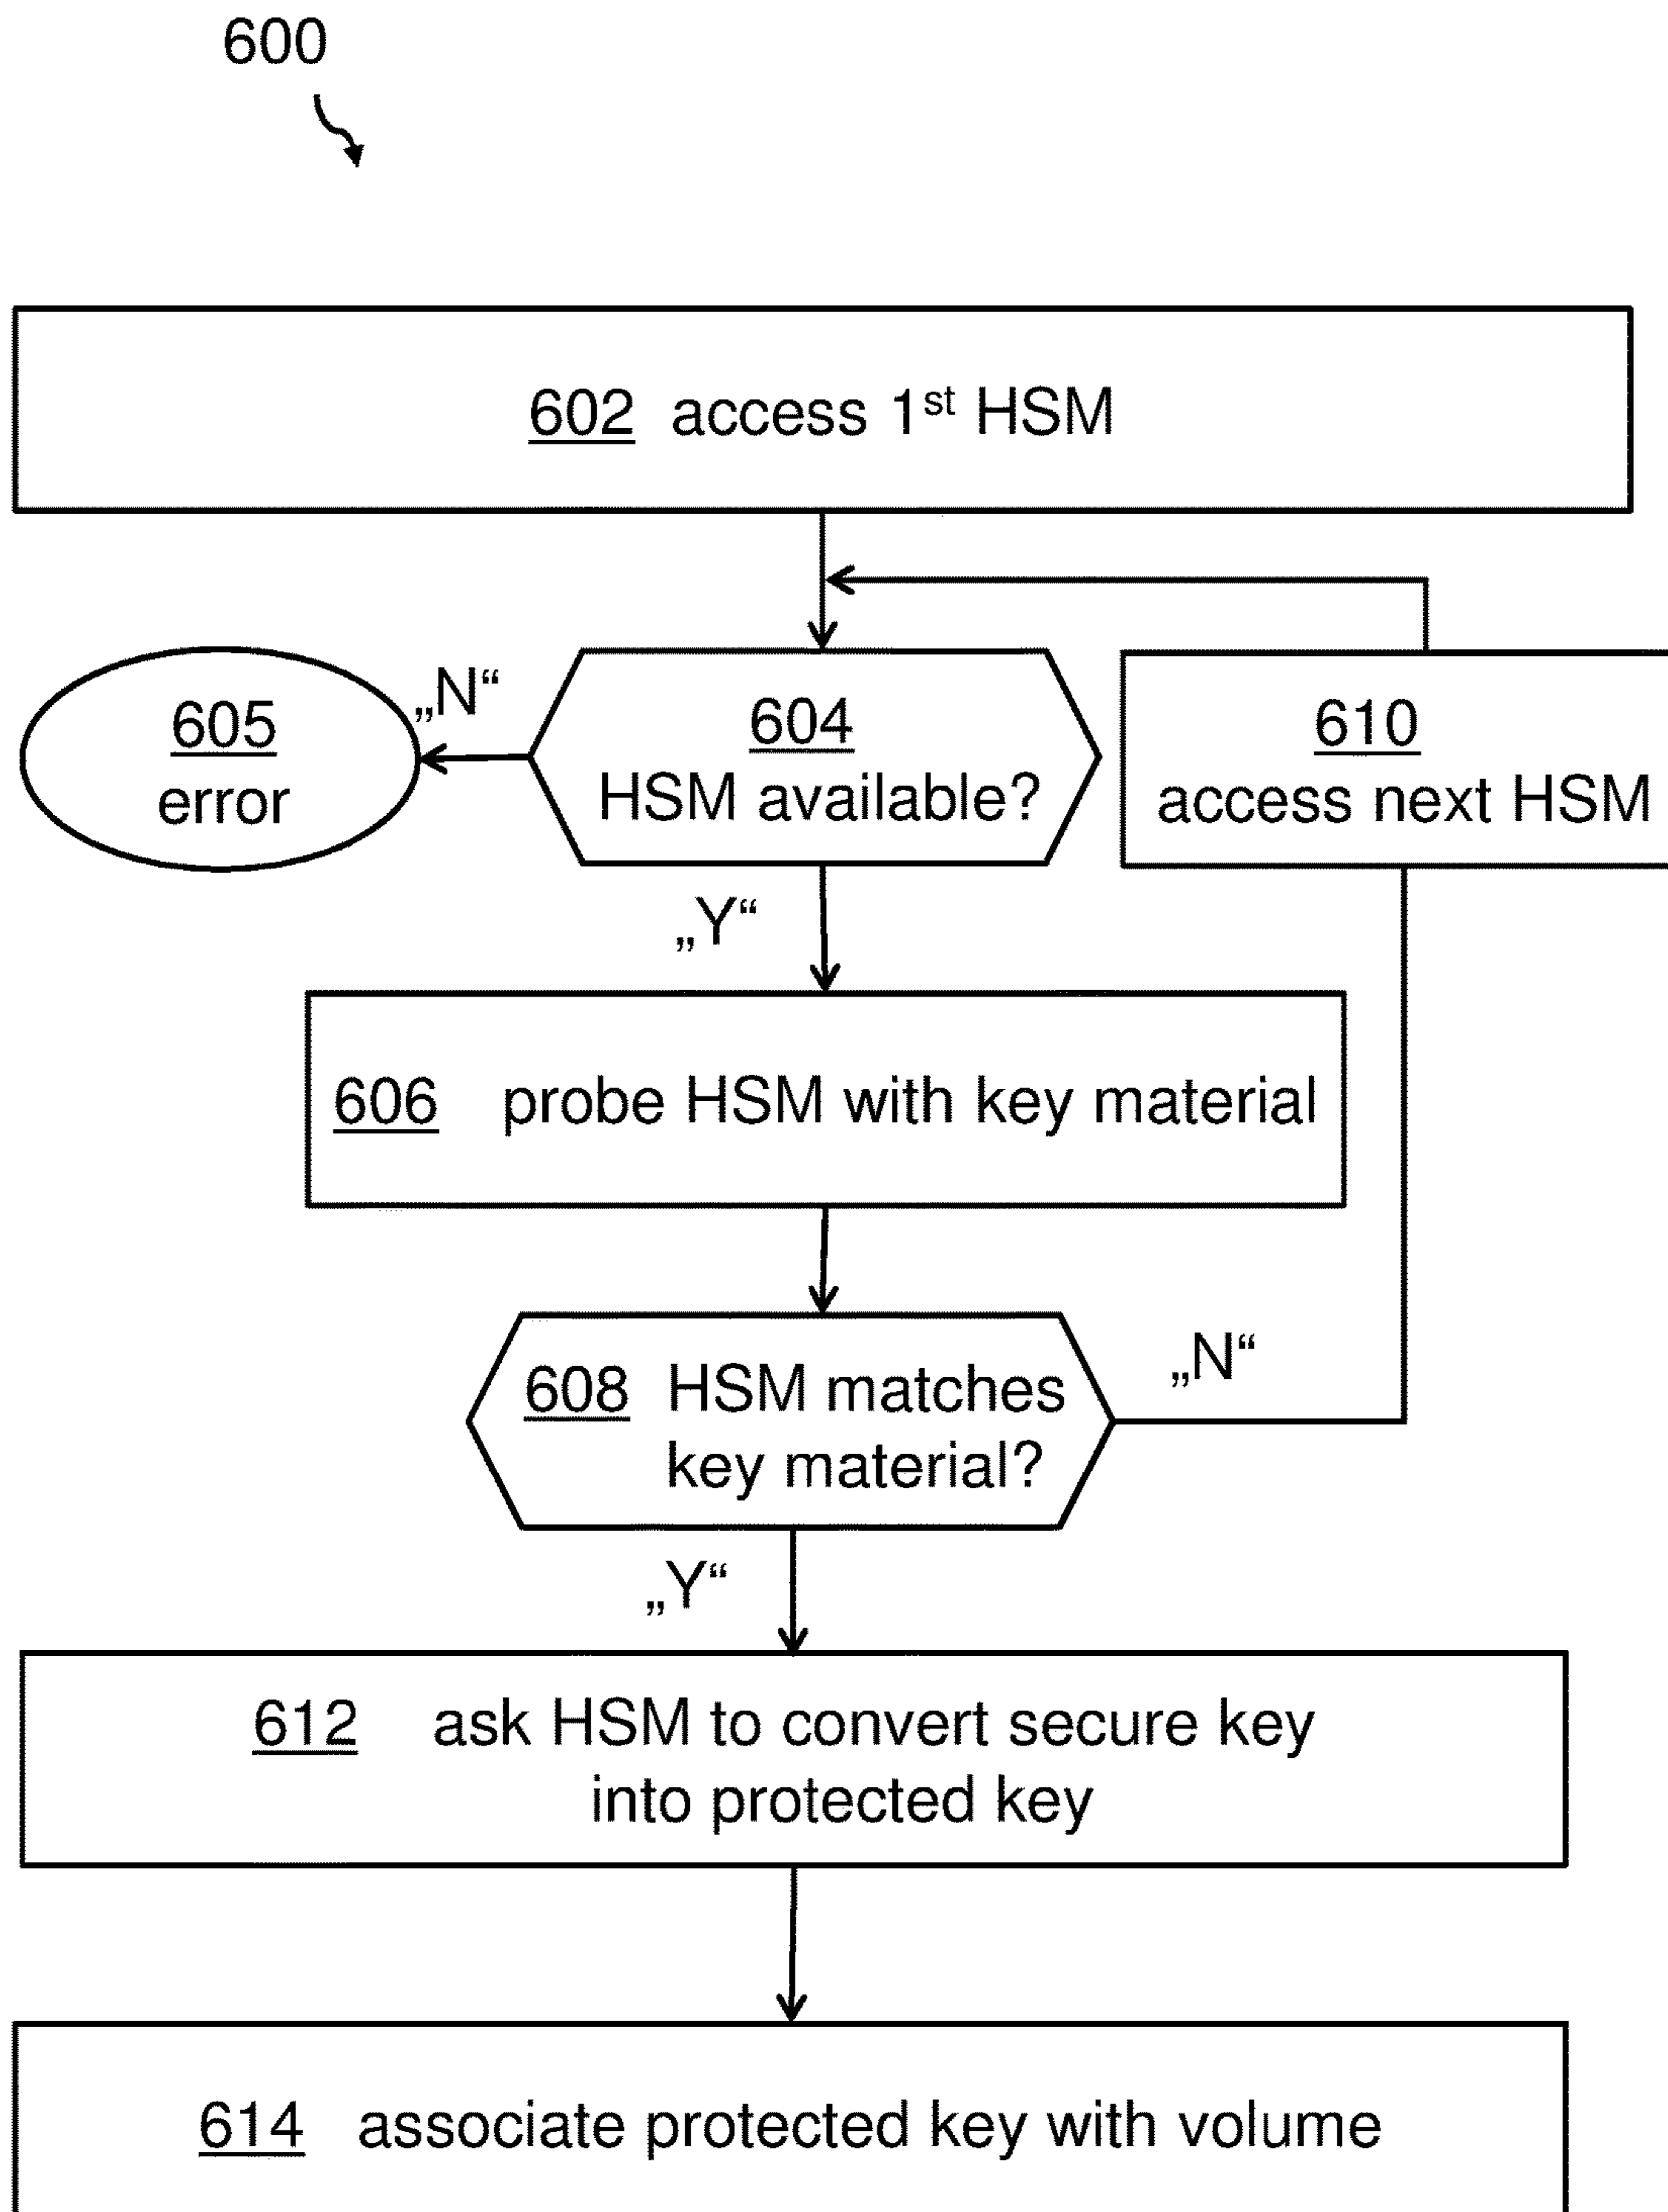 600
602 access 1st HSM
„N“
604
HSM available?
605
error
610
access next HSM
„Y“
606 probe HSM with key material
608 HSM matches
key material?
„N“
„Y“
612 ask HSM to convert secure key
into protected key
614 associate protected key with volume